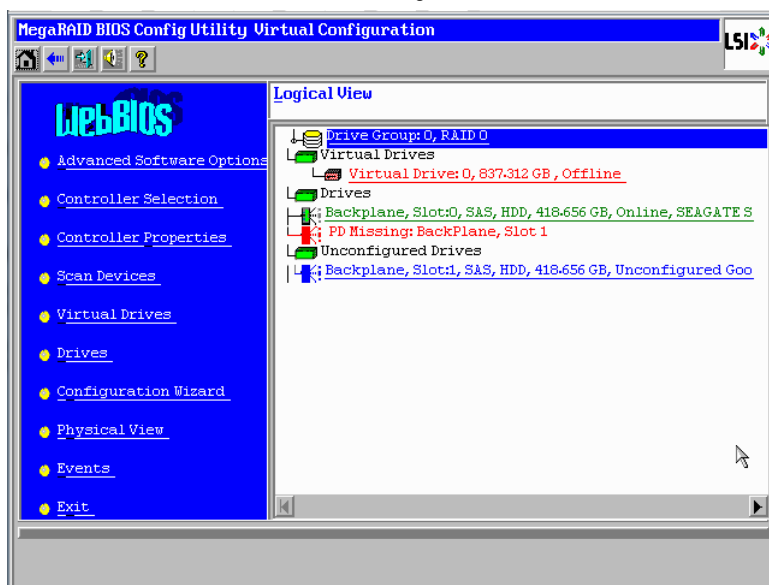 MegaRAID BIOS Config Utility Virtual Configuration
LSI
WebBIOS
Advanced Software Options
Controller Selection
Controller Properties
Scan Devices
Virtual Drives
Drives
Configuration Wizard
Physical View
Events
Exit
Logical View
Drive Group: 0, RAID 0
Virtual Drives
Virtual Drive: 0, 837.312 GB , Offline
Drives
Backplane, Slot:0, SAS, HDD, 418.656 GB, Online, SEAGATE S
PD Missing: BackPlane, Slot 1
Unconfigured Drives
Backplane, Slot:1, SAS, HDD, 418.656 GB, Unconfigured Goo